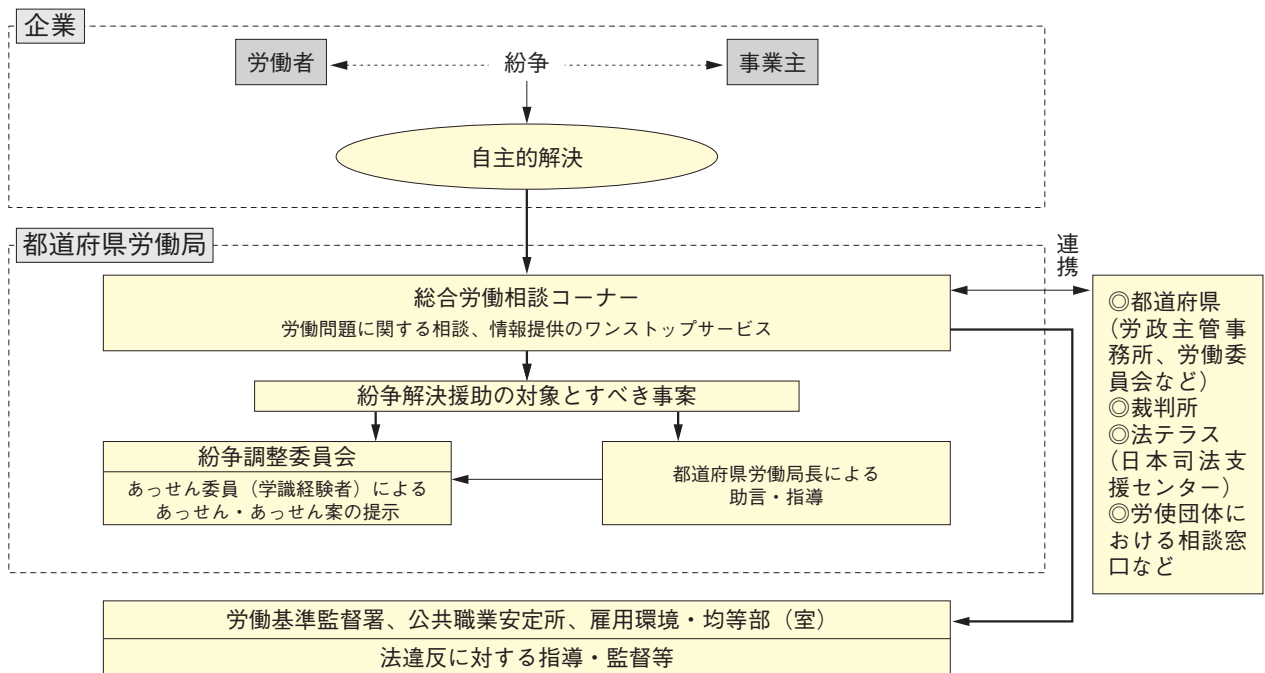 企業
労働者
紛争
事業主
自主的解決
都道府県労働局
連携
総合労働相談コーナー
労働問題に関する相談、情報提供のワンストップサービス
紛争解決援助の対象とすべき事案
紛争調整委員会
あっせん委員（学識経験者）による
あっせん・あっせん案の提示
都道府県労働局長による
助言・指導
◎都道府県
（労政主管事
務所、労働委
員会など）
◎裁判所
◎法テラス
（日本司法支
援センター）
◎労使団体に
おける相談窓
口など
労働基準監督署、公共職業安定所、雇用環境・均等部（室）
法違反に対する指導・監督等